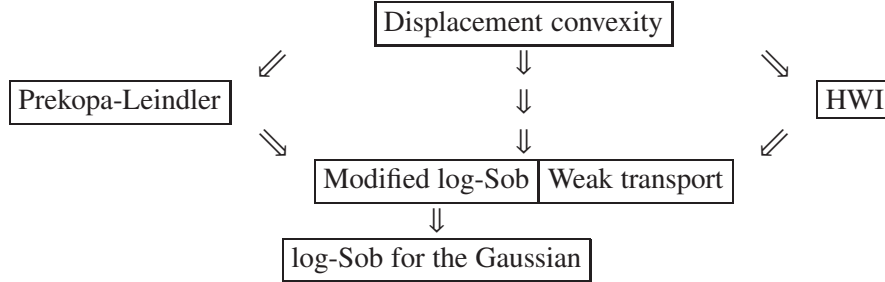 Displacement convexity
⇙ ⇓ ⇘
Prekopa-Leindler ⇓ HWI
⇘ ⇓ ⇙
Modified log-Sob Weak transport
⇓
log-Sob for the Gaussian